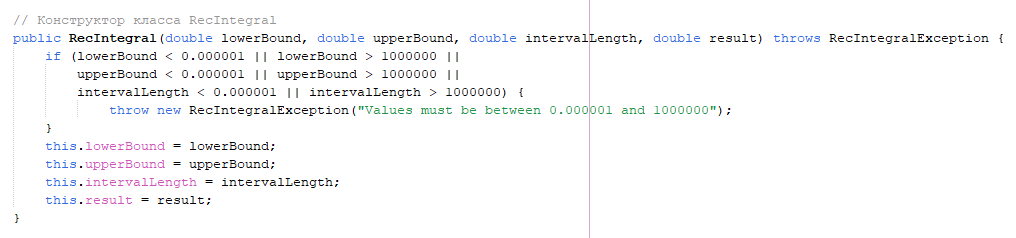 // Конструктор класса RecIntegral
public RecIntegral(double lowerBound, double upperBound, double intervalLength, double result) throws RecIntegralException {
if (lowerBound < 0.000001 || lowerBound > 1000000 ||
upperBound < 0.000001 || upperBound > 1000000 ||
intervalLength < 0.000001 || intervalLength > 1000000) {
throw new RecIntegralException("Values must be between 0.000001 and 1000000");
}
this.lowerBound = lowerBound;
this.upperBound = upperBound;
this.intervalLength = intervalLength;
this.result = result;
}